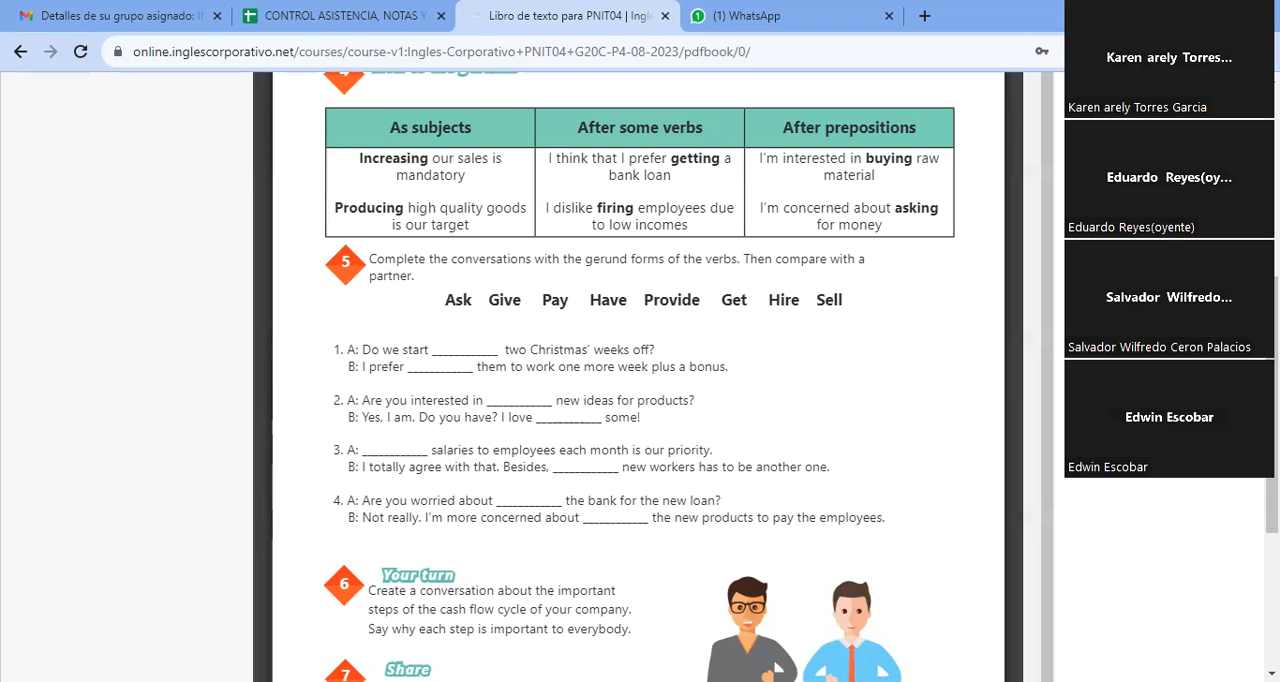 Detalles de su grupo asignado: If
CONTROL ASISTENCIA, NOTAS Y
Libro de texto para PNIT04 | Ingl
(1) WhatsApp
online.inglescorporativo.net/courses/course-v1:Ingles-Corporativo+PNIT04+G20C-P4-08-2023/pdfbook/0/
As subjects
After some verbs
After prepositions
Increasing our sales is
mandatory
I think that I prefer getting a
bank loan
I'm interested in buying raw
material
Producing high quality goods
is our target
I dislike firing employees due
to low incomes
I'm concerned about asking
for money
5
Complete the conversations with the gerund forms of the verbs. Then compare with a
partner.
Ask Give Pay Have Provide Get Hire Sell
1. A: Do we start ___________ two Christmas' weeks off?
B: I prefer ___________ them to work one more week plus a bonus.
2. A: Are you interested in ___________ new ideas for products?
B: Yes, I am. Do you have? I love ___________ some!
3. A: ___________ salaries to employees each month is our priority.
B: I totally agree with that. Besides, ___________ new workers has to be another one.
4. A: Are you worried about ___________ the bank for the new loan?
B: Not really. I'm more concerned about ___________ the new products to pay the employees.
6
Your turn
Create a conversation about the important
steps of the cash flow cycle of your company.
Say why each step is important to everybody.
7
Share
Karen arely Torres...
Karen arely Torres Garcia
Eduardo Reyes(oy...
Eduardo Reyes(oyente)
Salvador Wilfredo...
Salvador Wilfredo Ceron Palacios
Edwin Escobar
Edwin Escobar